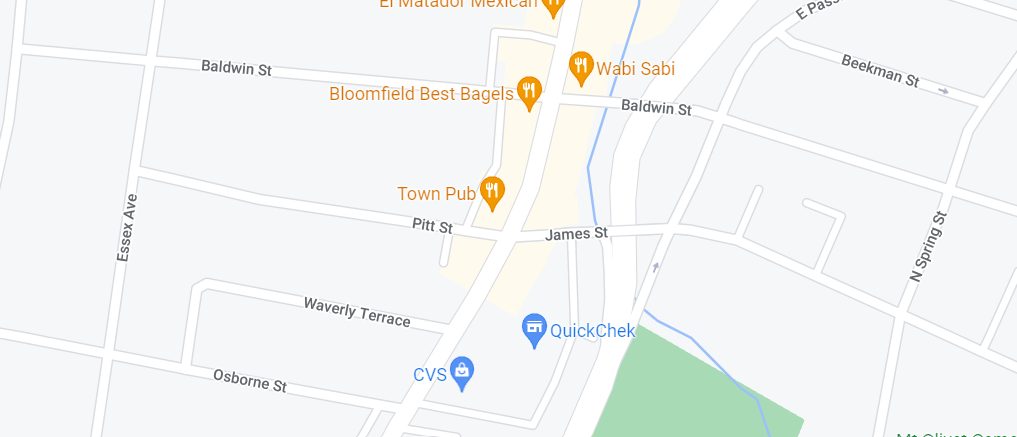 El Matador Mexican
E Pass
Baldwin St
Wabi Sabi
Beekman St
Bloomfield Best Bagels
Baldwin St
Town Pub
Essex Ave
Pitt St
James St
N Spring St
Waverly Terrace
QuickChek
CVS
Osborne St